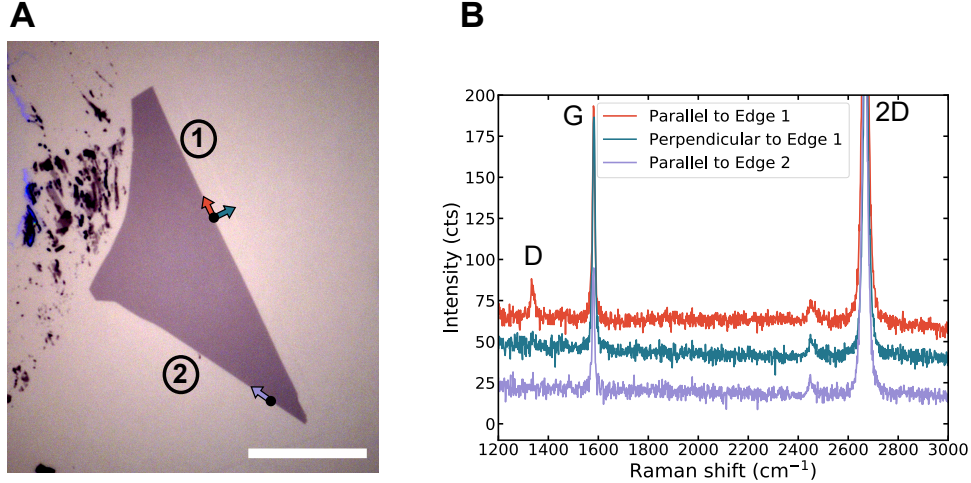 A
B
1
2
G
D
2D
Parallel to Edge 1
Perpendicular to Edge 1
Parallel to Edge 2
Intensity (cts)
200
175
150
125
100
75
50
25
0
1200 1400 1600 1800 2000 2200 2400 2600 2800 3000
Raman shift (cm⁻¹)